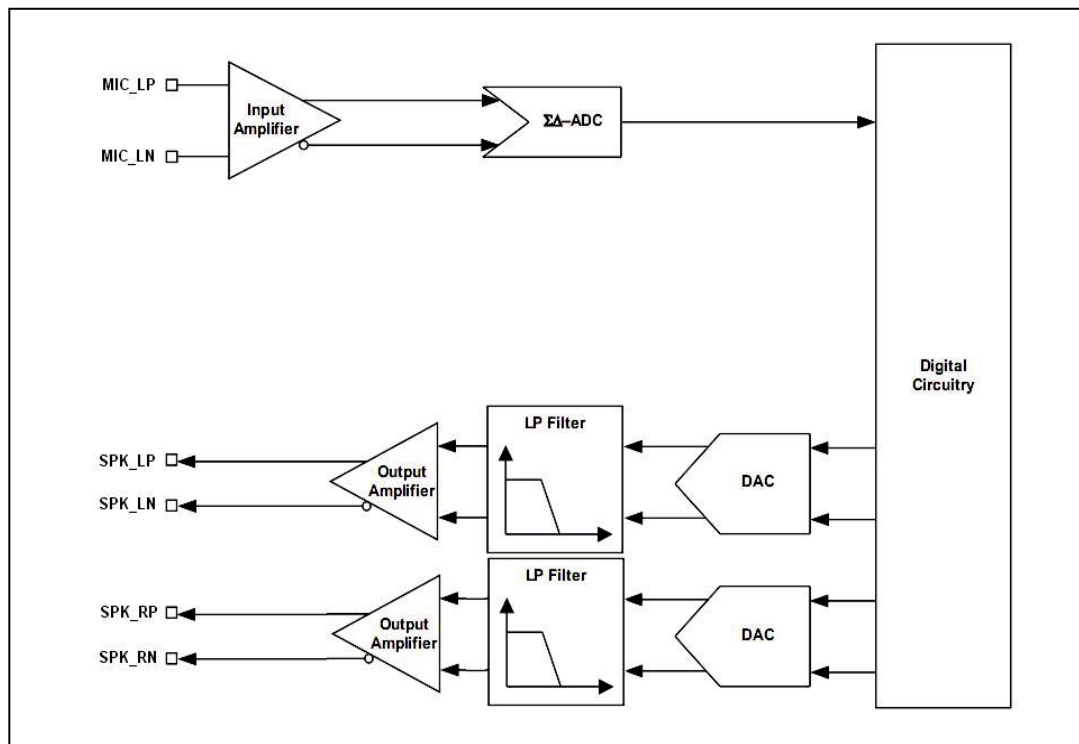 MIC_LP
MIC_LN
Input
Amplifier
ΣΔ–ADC
Digital
Circuitry
SPK_LP
SPK_LN
Output
Amplifier
LP Filter
DAC
SPK_RP
SPK_RN
Output
Amplifier
LP Filter
DAC